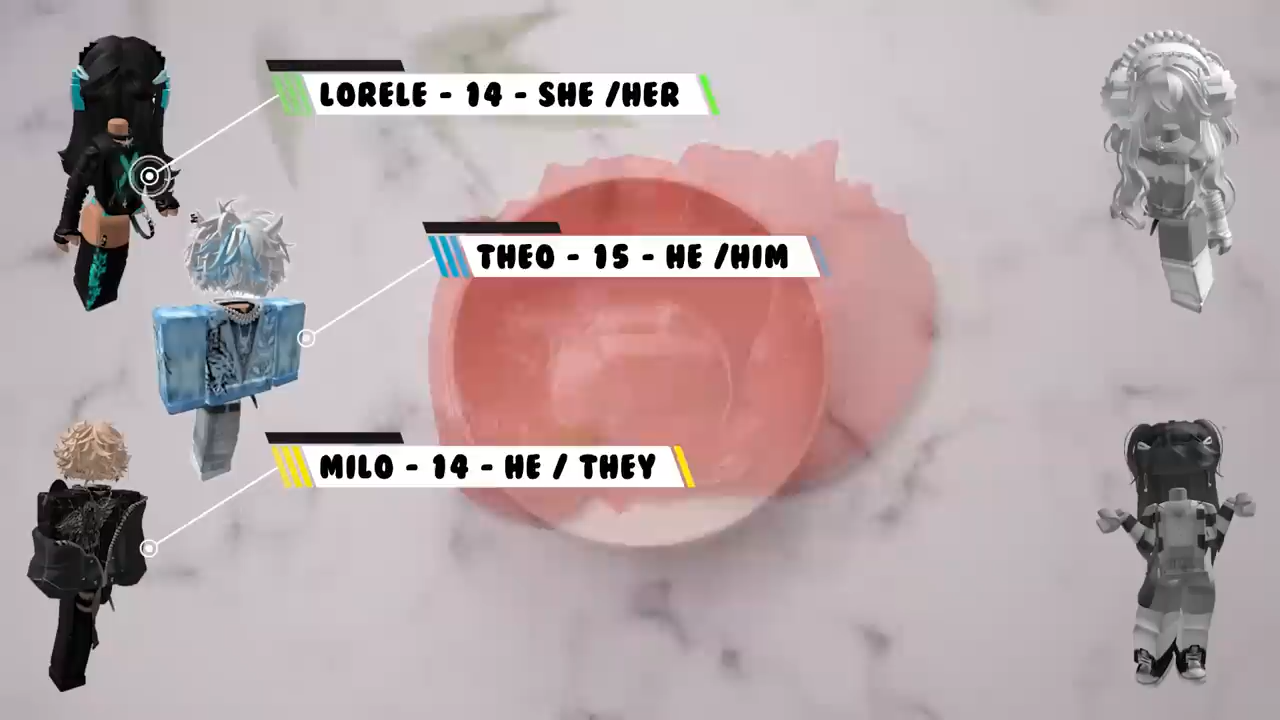 LORELE - 14 - SHE /HER
THEO - 15 - HE /HIM
MILO - 14 - HE / THEY